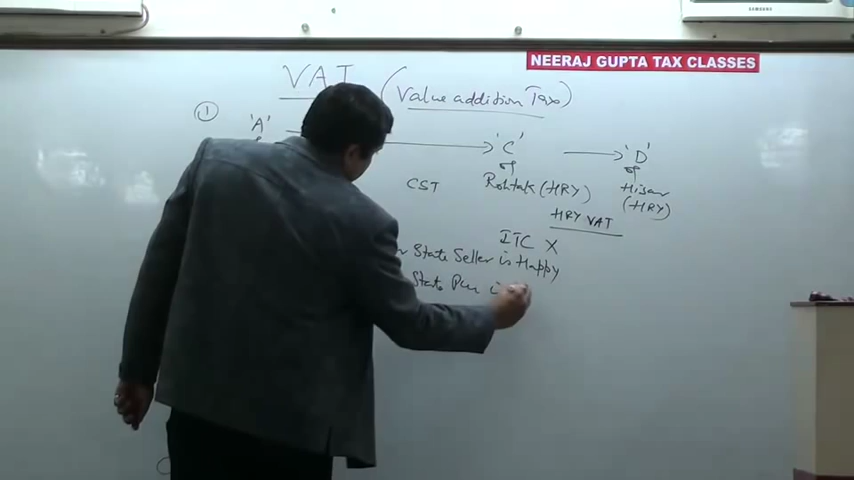 NEERAJ GUPTA TAX CLASSES
VAT (Value addition Tax)
① 'A' 'C' 'D'
of of
CST Rohtak (HRY) Hisar (HRY)
HRY VAT
ITC X
State Seller is Happy
State Pur